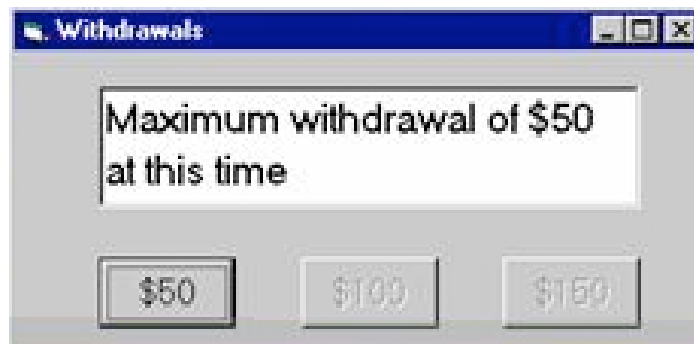 Withdrawals
Maximum withdrawal of $50
at this time
$50 $100 $150